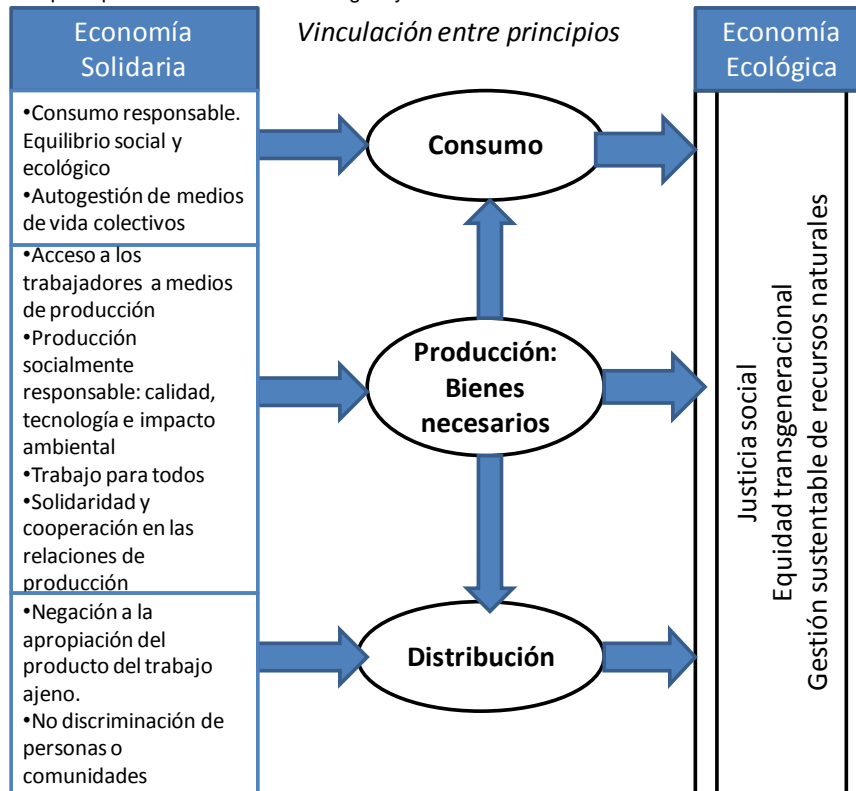 Economía
Solidaria
Vinculación entre principios
Economía
Ecológica
•Consumo responsable.
Equilibrio social y
ecológico
•Autogestión de medios
de vida colectivos
•Acceso a los
trabajadores a medios
de producción
•Producción
socialmente
responsable: calidad,
tecnología e impacto
ambiental
•Trabajo para todos
•Solidaridad y
cooperación en las
relaciones de
producción
•Negación a la
apropiación del
producto del trabajo
ajeno.
•No discriminación de
personas o
comunidades
Consumo
Producción:
Bienes
necesarios
Distribución
Justicia social
Equidad transgeneracional
Gestión sustentable de recursos naturales